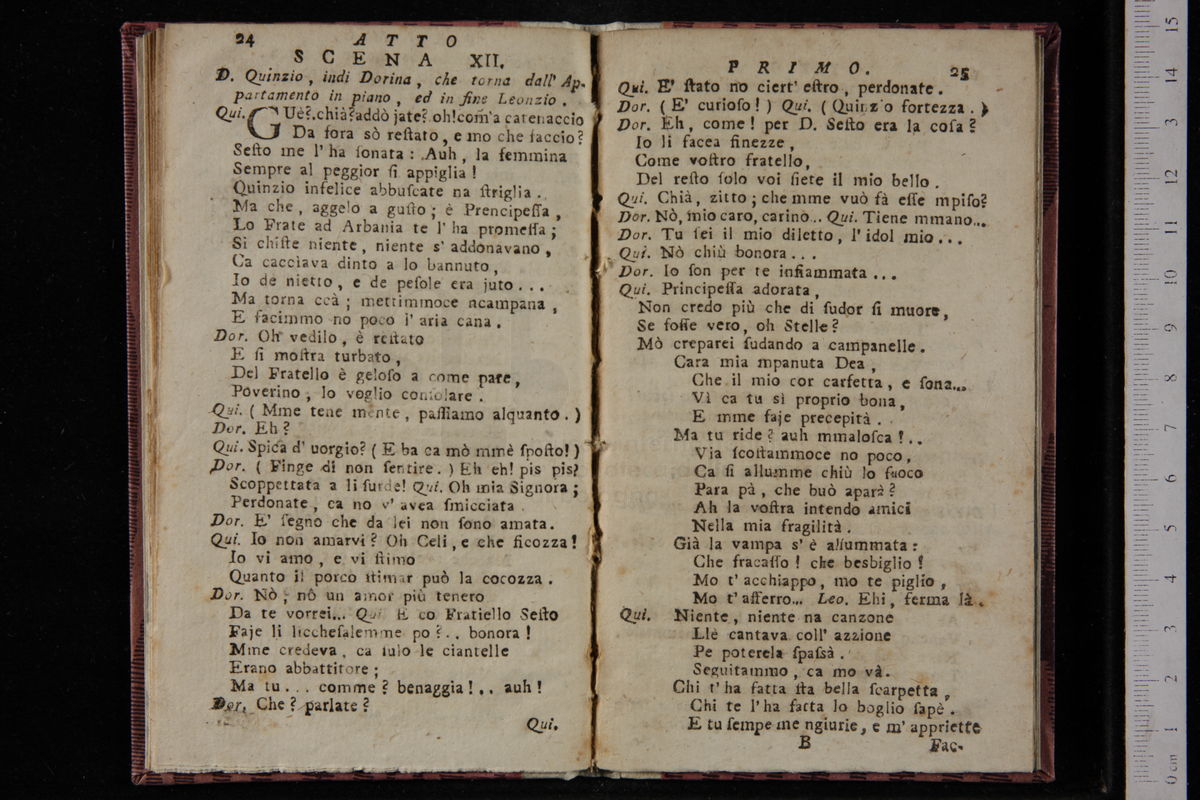 24 ATTO
SCENA XII.
D. Quinzio, indi Dorina, che torna dall' Ap-
partamento in piano, ed in fine Leonzio.
Qui. GUè?.chià?addò jate?.oh!com̃'a catenaccio
Da fora sò reſtato, e mo che faccio?
Seſto me l'ha ſonata: Auh, la femmina
Sempre al peggior ſi appiglia!
Quinzio infelice abbuſcate na ſtriglia.
Ma che, aggelo a guſto; è Prencipeſſa,
Lo Frate ad Arbania te l'ha promeſſa;
Si chiſte niente, niente s'addonavano,
Ca cacciava dinto a lo bannuto,
Io de nietto, e de peſole era juto...
Ma torna ccà; mettimmoce ncampana,
E facimmo no poco l'aria cana.
Dor. Oh vedilo, è reſtato
E ſi moſtra turbato,
Del Fratello è geloſo a come pare,
Poverino, lo voglio conſolare.
Qui. (Mme tene mente, paſſiamo alquanto.)
Dor. Eh?
Qui. Spica d'uorgio? (E ba ca mò mmè ſpoſto!)
Dor. (Finge di non ſentire.) Eh eh! pis pis?
Scoppettata a li ſurde! Qui. Oh mia Signora;
Perdonate, ca no v'avea ſmicciata.
Dor. E' ſegno che da lei non ſono amata.
Qui. Io non amarvi? Oh Celi, e che ficozza!
Io vi amo, e vi ſtimo
Quanto il porco ſtimar può la cocozza.
Dor. Nò, nò un amor più tenero
Da te vorrei... Qui. E co Fratiello Seſto
Faje li licchefalemme po?.. bonora!
Mme credeva, ca ſulo le ciantelle
Erano abbattitore;
Ma tu... comme? benaggia!.. auh!
Dor. Che? parlate?
Qui.
PRIMO. 25
Qui. E' ſtato no ciert'eſtro, perdonate.
Dor. (E' curioſo!) Qui. (Quinzio fortezza.)
Dor. Eh, come! per D. Seſto era la coſa?
Io li facea finezze,
Come voſtro fratello,
Del reſto ſolo voi ſiete il mio bello.
Qui. Chià, zitto; che mme vuò fà eſſe mpiſo?
Dor. Nò, mio caro, carino... Qui. Tiene mmano...
Dor. Tu ſei il mio diletto, l'idol mio...
Qui. Nò chiù bonora...
Dor. Io ſon per te infiammata...
Qui. Principeſſa adorata,
Non credo più che di ſudor ſi muore,
Se foſſe vero, oh Stelle?
Mò creparei ſudando a campanelle.
Cara mia mpanuta Dea,
Che il mio cor carfetta, e ſona...
Vì ca tu sì proprio bona,
E mme faje precepità.
Ma tu ride? auh mmaloſca!..
Via ſcoſtammoce no poco,
Ca ſi allumme chiù lo fuoco
Para pà, che buò aparà?
Ah la voſtra intendo amici
Nella mia fragilità.
Già la vampa s'è allummata:
Che fracaſſo! che besbiglio!
Mo t'acchiappo, mo te piglio,
Mo t'afferro... Leo. Ehi, ferma là.
Qui. Niente, niente na canzone
Llè cantava coll'azzione
Pe poterela ſpaſsà.
Seguitammo, ca mo và.
Chi t'ha fatta ſta bella ſcarpetta,
Chi te l'ha fatta lo boglio ſapè.
E tu ſempe me ngiurie, e m'appriette
B Fac-